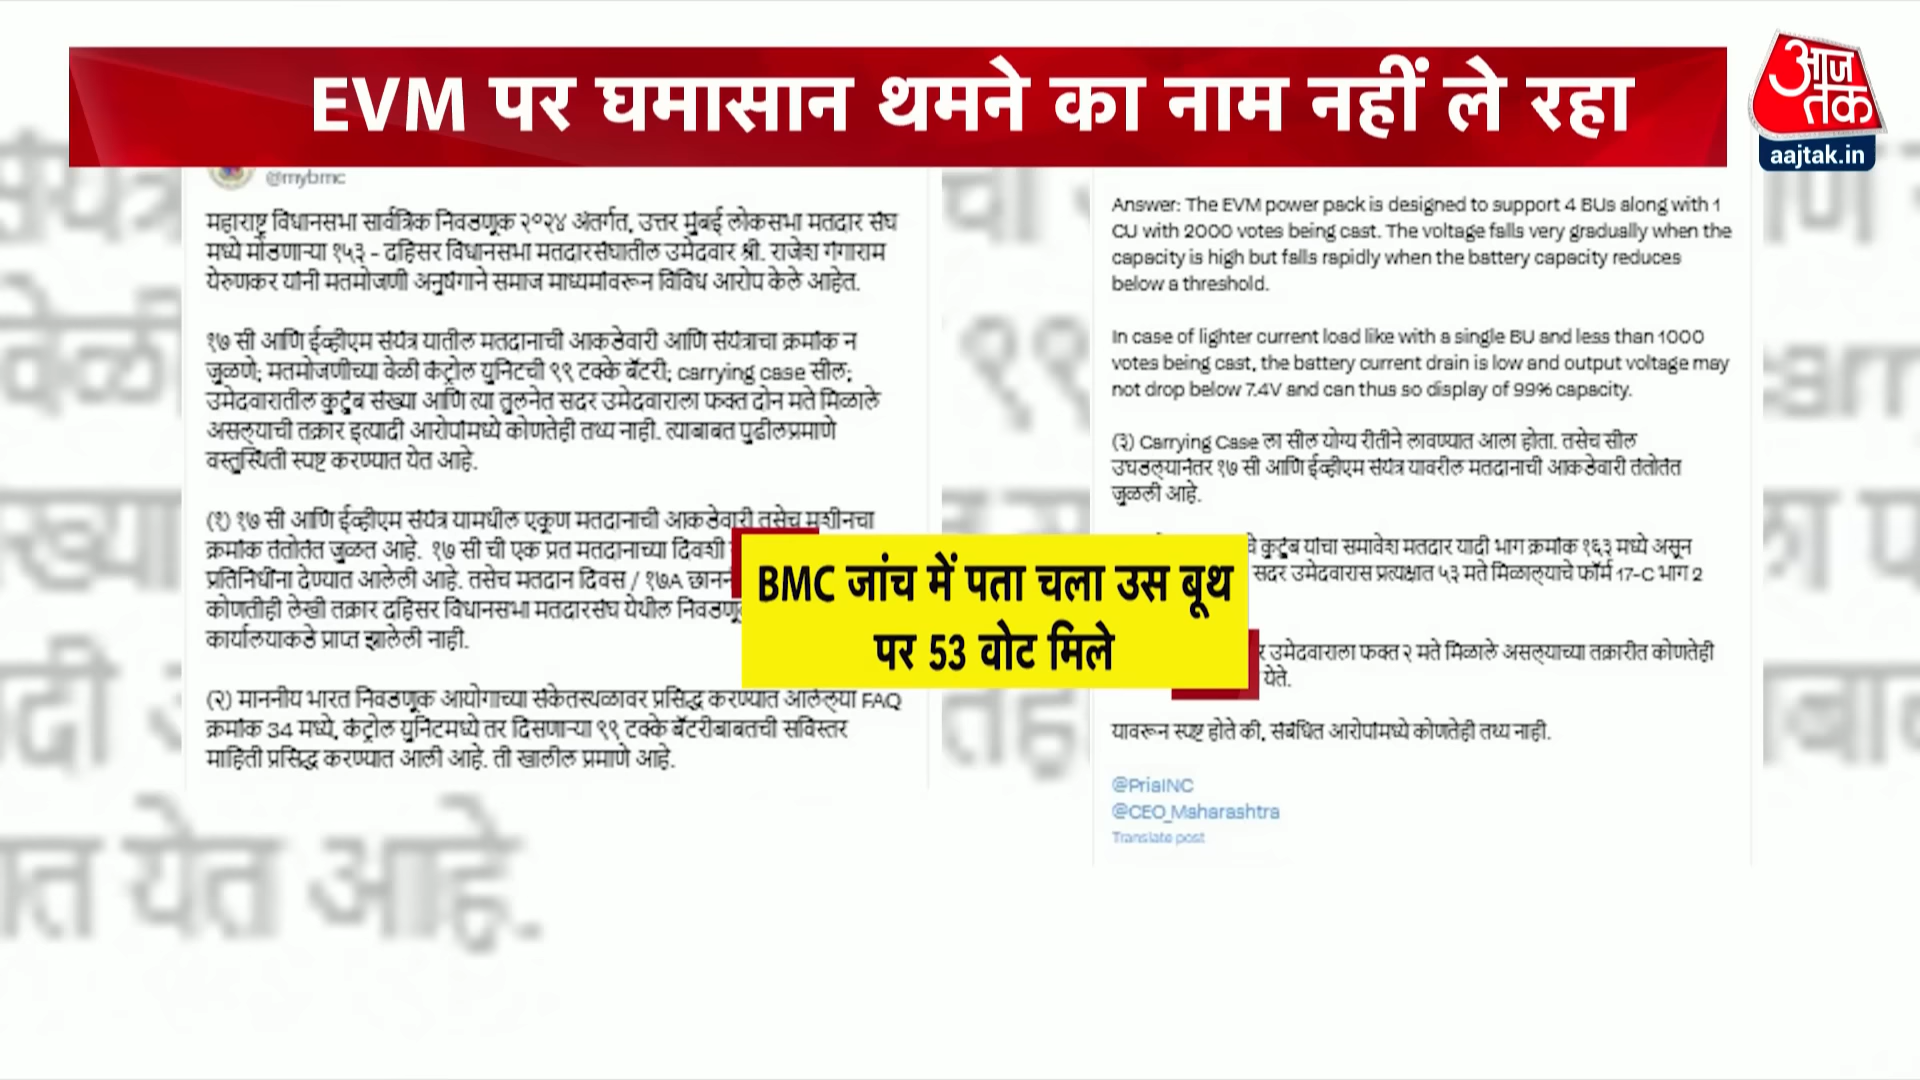 EVM पर घमासान थमने का नाम नहीं ले रहा
आज
तक
aajtak.in
@mybmc
महाराष्ट्र विधानसभा सार्वत्रिक निवडणूक २०२४ अंतर्गत, उत्तर मुंबई लोकसभा मतदार संघ
मध्ये मोडणाऱ्या १५३ - दहिसर विधानसभा मतदारसंघातील उमेदवार श्री. राजेश गंगाराम
येरुणकर यांनी मतमोजणी अनुषंगाने समाज माध्यमांवरून विविध आरोप केले आहेत.
१७ सी आणि ईव्हीएम संयंत्र यातील मतदानाची आकडेवारी आणि संयंत्राचा क्रमांक न
जुळणे; मतमोजणीच्या वेळी कंट्रोल युनिटची ९९ टक्के बॅटरी; carrying case सील;
उमेदवारातील कुटुंब संख्या आणि त्या तुलनेत सदर उमेदवाराला फक्त दोन मते मिळाले
असल्याची तक्रार इत्यादी आरोपांमध्ये कोणतेही तथ्य नाही. त्याबाबत पुढीलप्रमाणे
वस्तुस्थिती स्पष्ट करण्यात येत आहे.
(१) १७ सी आणि ईव्हीएम संयंत्र यामधील एकूण मतदानाची आकडेवारी तसेच मशीनचा
क्रमांक तंतोतंत जुळत आहे. १७ सी ची एक प्रत मतदानाच्या दिवशी
प्रतिनिधींना देण्यात आलेली आहे. तसेच मतदान दिवस / १७A छाननी
कोणतीही लेखी तक्रार दहिसर विधानसभा मतदारसंघ येथील
कार्यालयाकडे प्राप्त झालेली नाही.
(२) माननीय भारत निवडणूक आयोगाच्या संकेतस्थळावर प्रसिद्ध करण्यात आलेल्या FAQ
क्रमांक 34 मध्ये, कंट्रोल युनिटमध्ये तर दिसणाऱ्या ९९ टक्के बॅटरीबाबतची सविस्तर
माहिती प्रसिद्ध करण्यात आली आहे. ती खालील प्रमाणे आहे.
Answer: The EVM power pack is designed to support 4 BUs along with 1
CU with 2000 votes being cast. The voltage falls very gradually when the
capacity is high but falls rapidly when the battery capacity reduces
below a threshold.
In case of lighter current load like with a single BU and less than 1000
votes being cast, the battery current drain is low and output voltage may
not drop below 7.4V and can thus so display of 99% capacity.
(३) Carrying Case ला सील योग्य रीतीने लावण्यात आला होता. तसेच सील
उघडल्यानंतर १७ सी आणि ईव्हीएम संयंत्र यावरील मतदानाची आकडेवारी तंतोतंत
जुळली आहे.
कुटुंब यांचा समावेश मतदार यादी भाग क्रमांक १६३ मध्ये असून
सदर उमेदवारास प्रत्यक्षात ५३ मते मिळाल्याचे फॉर्म 17-C भाग 2
उमेदवाराला फक्त २ मते मिळाले असल्याच्या तक्रारीत कोणतेही
येते.
यावरून स्पष्ट होते की, संबंधित आरोपांमध्ये कोणतेही तथ्य नाही.
@PriaINC
@CEO_Maharashtra
Translate post
BMC जांच में पता चला उस बूथ
पर 53 वोट मिले
त येत आहे.